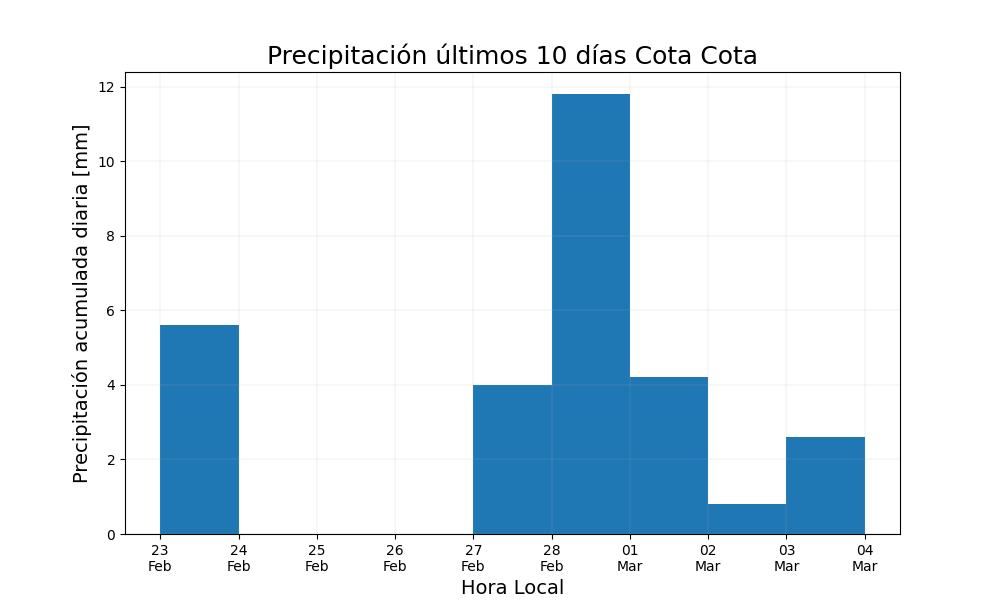 Precipitación últimos 10 días Cota Cota
Precipitación acumulada diaria [mm]
12
10
8
6
4
2
0
23 24 25 26 27 28 01 02 03 04
Feb Feb Feb Feb Feb Feb Mar Mar Mar Mar
Hora Local